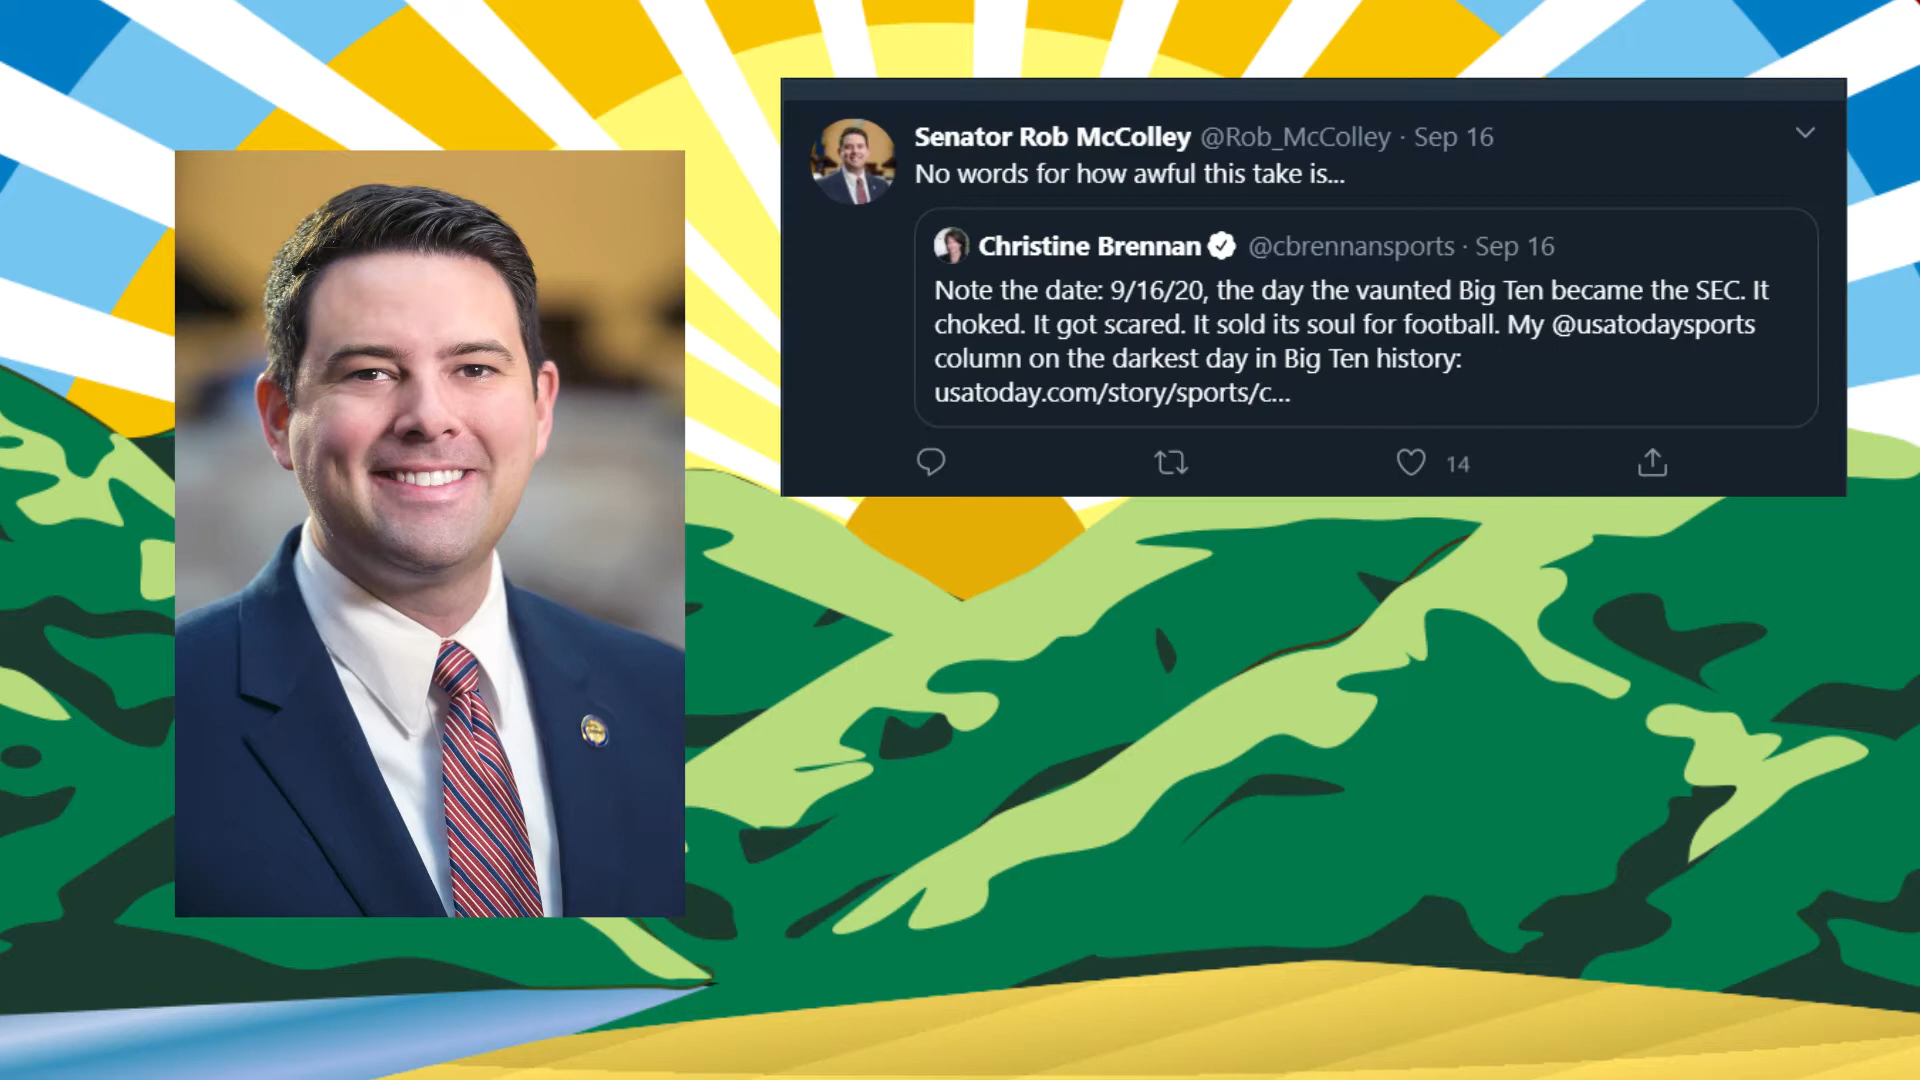 Senator Rob McColley @Rob_McColley · Sep 16
No words for how awful this take is...
Christine Brennan @cbrennansports · Sep 16
Note the date: 9/16/20, the day the vaunted Big Ten became the SEC. It
choked. It got scared. It sold its soul for football. My @usatodaysports
column on the darkest day in Big Ten history:
usatoday.com/story/sports/c...
14